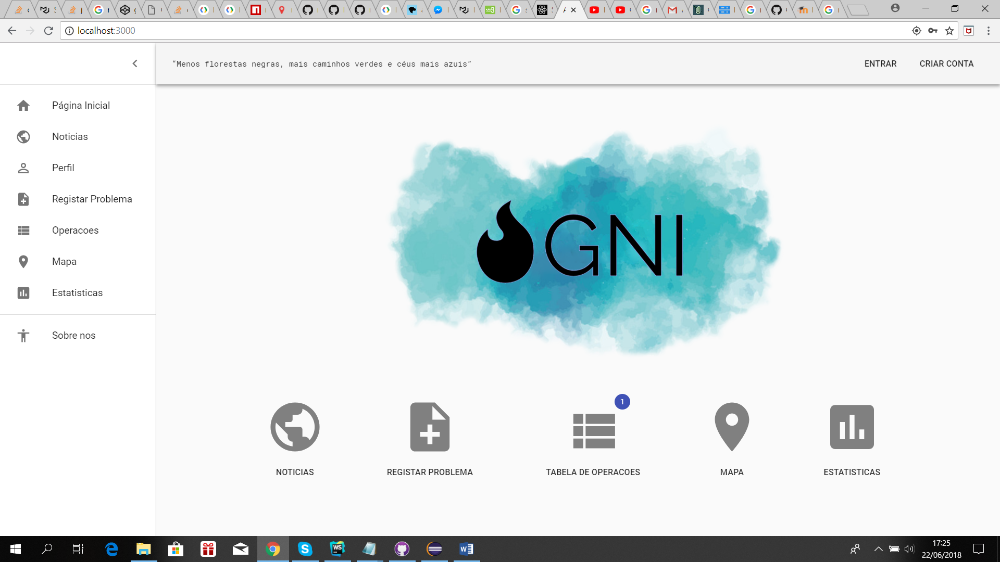 localhost:3000
“Menos florestas negras, mais caminhos verdes e céus mais azuis”
ENTRAR
CRIAR CONTA
Página Inicial
Noticias
Perfil
Registar Problema
Operacoes
Mapa
Estatisticas
Sobre nos
GNI
1
NOTICIAS
REGISTAR PROBLEMA
TABELA DE OPERACOES
MAPA
ESTATISTICAS
17:25
22/06/2018